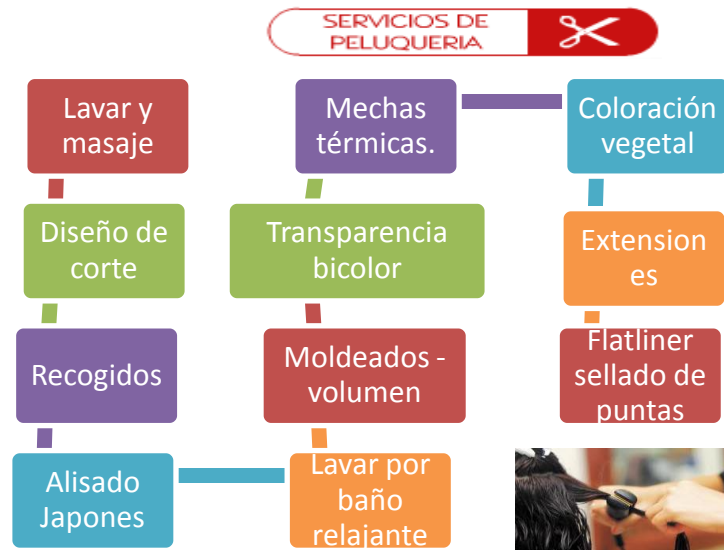 SERVICIOS DE
PELUQUERIA
Lavar y
masaje
Diseño de
corte
Recogidos
Alisado
Japones
Lavar por
baño
relajante
Moldeados -
volumen
Transparencia
bicolor
Mechas
térmicas.
Coloración
vegetal
Extension
es
Flatliner
sellado de
puntas